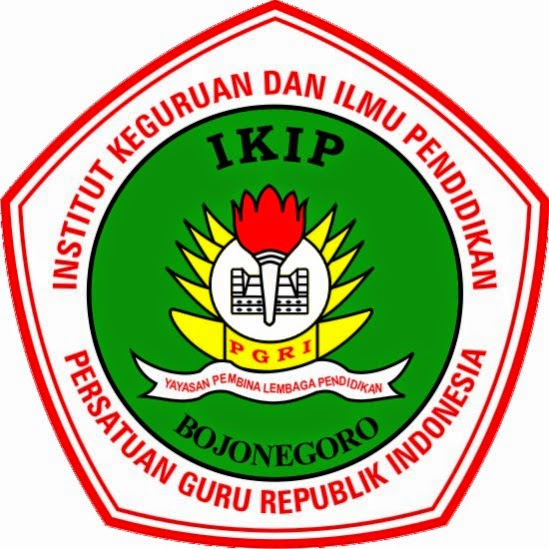 INSTITUT KEGURUAN DAN ILMU PENDIDIKAN
IKIP
PGRI
YAYASAN PEMBINA LEMBAGA PENDIDIKAN
BOJONEGORO
PERSATUAN GURU REPUBLIK INDONESIA